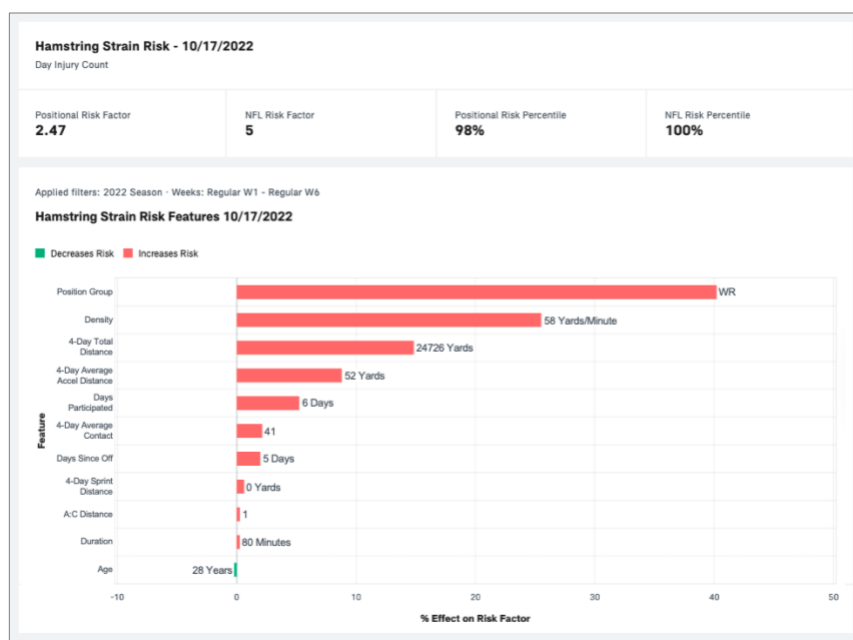 Hamstring Strain Risk - 10/17/2022
Day Injury Count
Positional Risk Factor
2.47
NFL Risk Factor
5
Positional Risk Percentile
98%
NFL Risk Percentile
100%
Applied filters: 2022 Season · Weeks: Regular W1 - Regular W6
Hamstring Strain Risk Features 10/17/2022
Decreases Risk Increases Risk
Feature
Position Group
WR
Density
58 Yards/Minute
4-Day Total
Distance
24726 Yards
4-Day Average
Accel Distance
52 Yards
Days
Participated
6 Days
4-Day Average
Contact
41
Days Since Off
5 Days
4-Day Sprint
Distance
0 Yards
A:C Distance
1
Duration
80 Minutes
Age
28 Years
-10 0 10 20 30 40 50
% Effect on Risk Factor